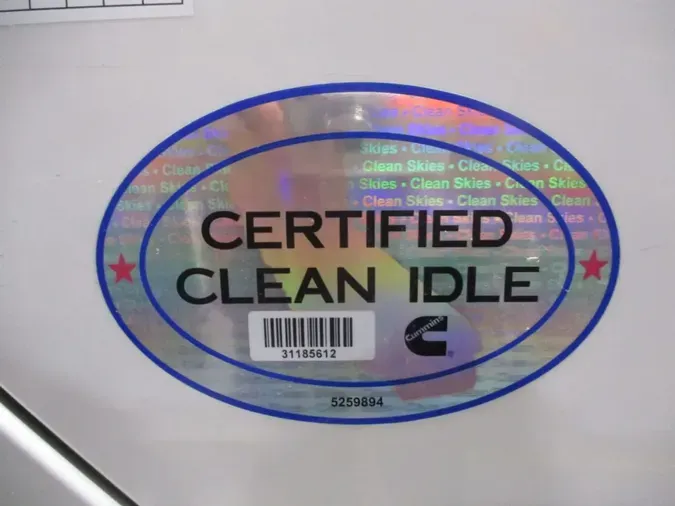 Clean Skies
Skies • Clean Skies
Clean Skies • Clean Skies
Clean Skies • Clean Skies
Skies • Clean Skies
CERTIFIED
CLEAN IDLE
31185612
Cummins
5259894